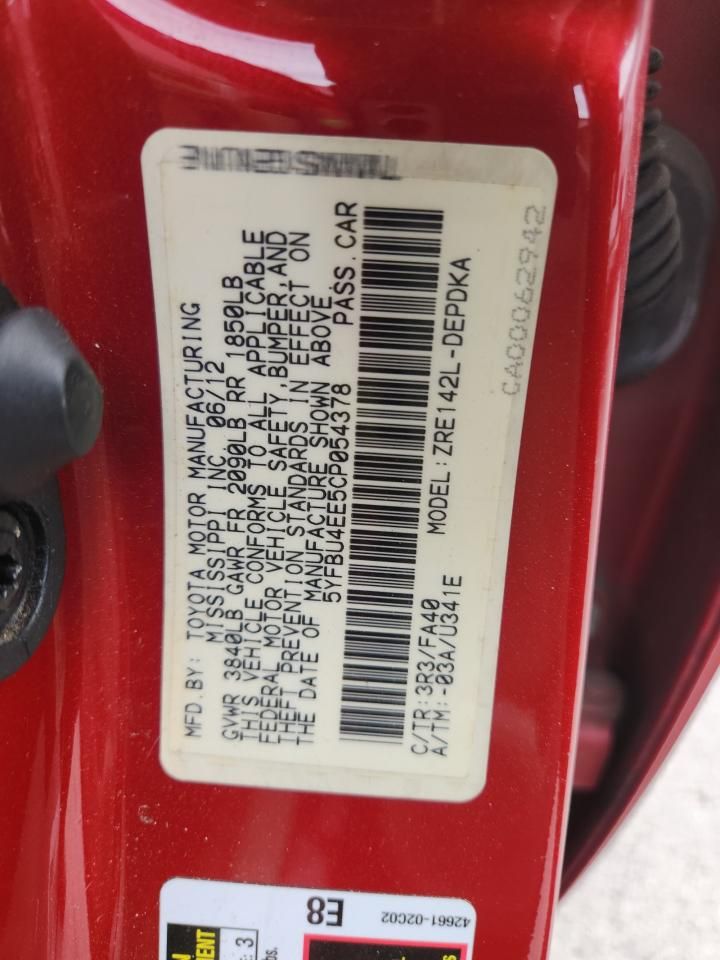 MFD.BY: TOYOTA MOTOR MANUFACTURING
MISSISSIPPI INC 06/12
GVWR 3840LB GAWR FR 2090LB RR 1850LB
THIS VEHICLE CONFORMS TO ALL APPLICABLE
FEDERAL MOTOR VEHICLE SAFETY,BUMPER,AND
THEFT PREVENTION STANDARDS IN EFFECT ON
THE DATE OF MANUFACTURE SHOWN ABOVE.
5YFBU4EE5CP054378 PASS.CAR
C/TR:3R3/FA40 MODEL:ZRE142L-DEPDKA
A/TM:-03A/U341E
CA00062942
E8
42661-02C02
3